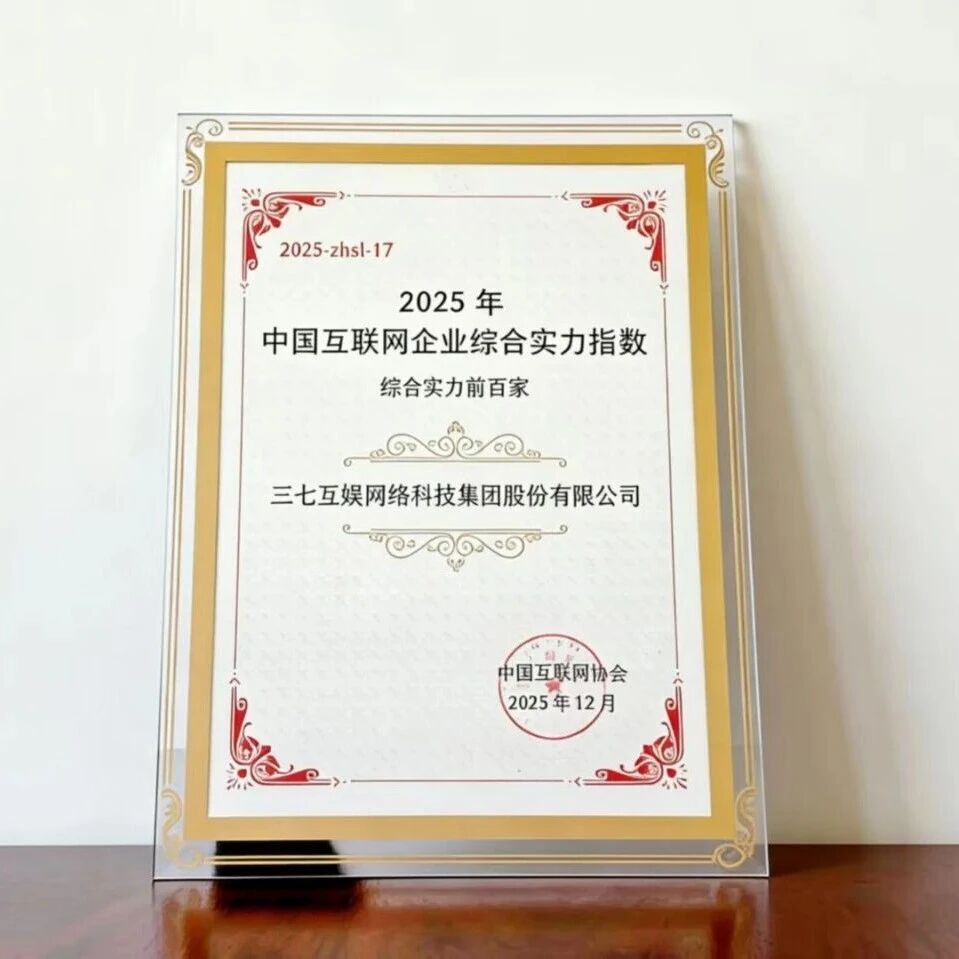 2025-zhsl-17
2025 年
中国互联网企业综合实力指数
综合实力前百家
三七互娱网络科技集团股份有限公司
中国互联网协会
2025 年 12 月